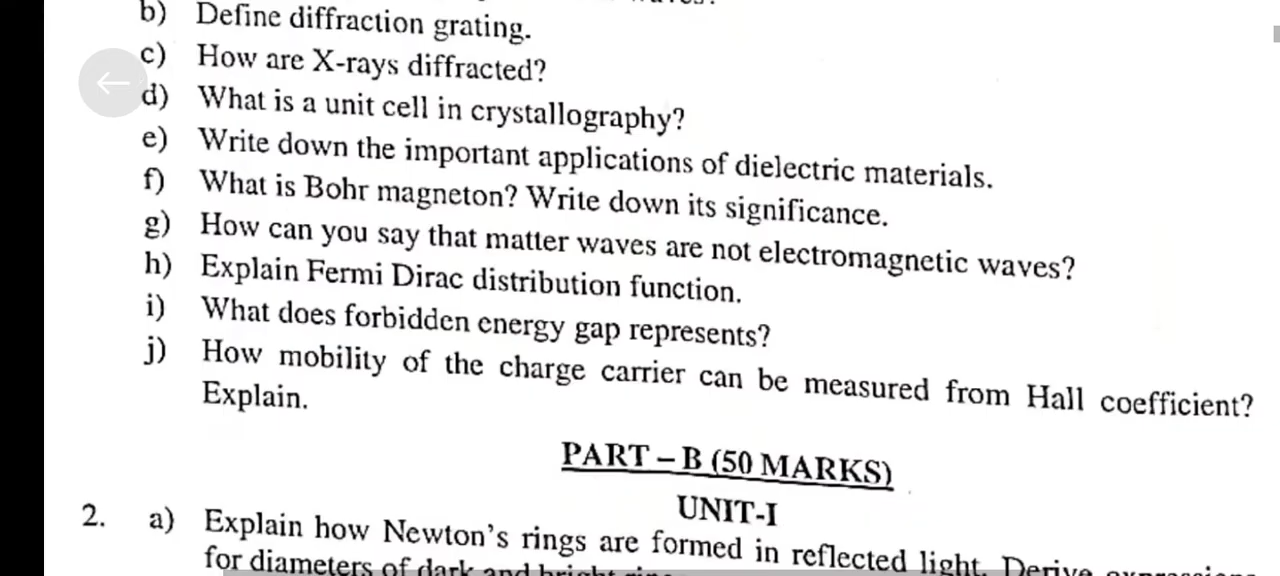 b) Define diffraction grating.
c) How are X-rays diffracted?
d) What is a unit cell in crystallography?
e) Write down the important applications of dielectric materials.
f) What is Bohr magneton? Write down its significance.
g) How can you say that matter waves are not electromagnetic waves?
h) Explain Fermi Dirac distribution function.
i) What does forbidden energy gap represents?
j) How mobility of the charge carrier can be measured from Hall coefficient?
Explain.
PART – B (50 MARKS)
UNIT-I
2. a) Explain how Newton's rings are formed in reflected light. Derive expressions
for diameters of dark and bright